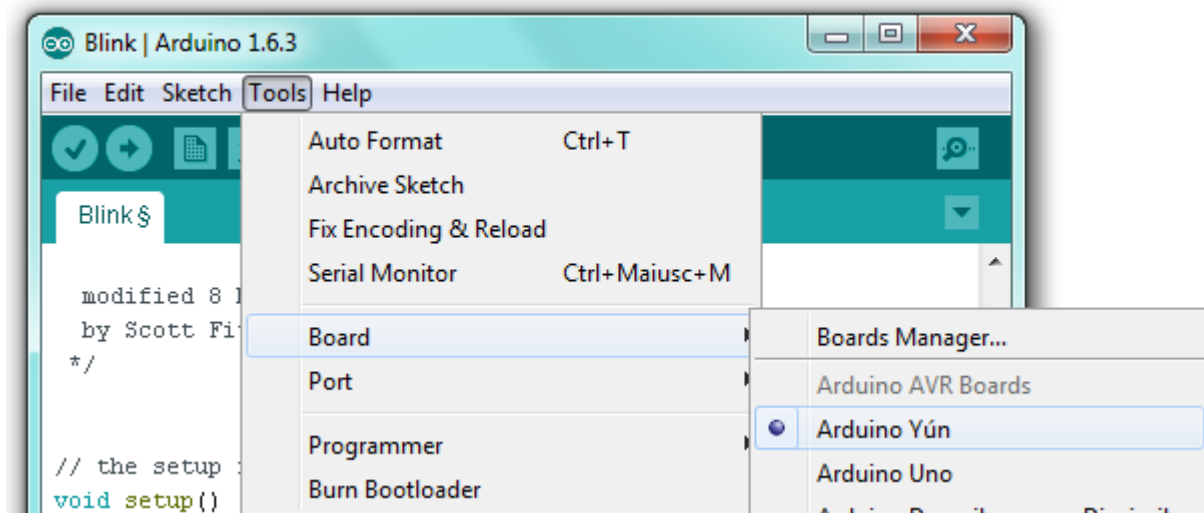 Blink | Arduino 1.6.3
File Edit Sketch Tools Help
Auto Format Ctrl+T
Archive Sketch
Fix Encoding & Reload
Serial Monitor Ctrl+Maiusc+M
Board
Port
Programmer
Burn Bootloader
Boards Manager...
Arduino AVR Boards
Arduino Yún
Arduino Uno
Blink§
modified 8
by Scott
*/
// the setup
void setup()